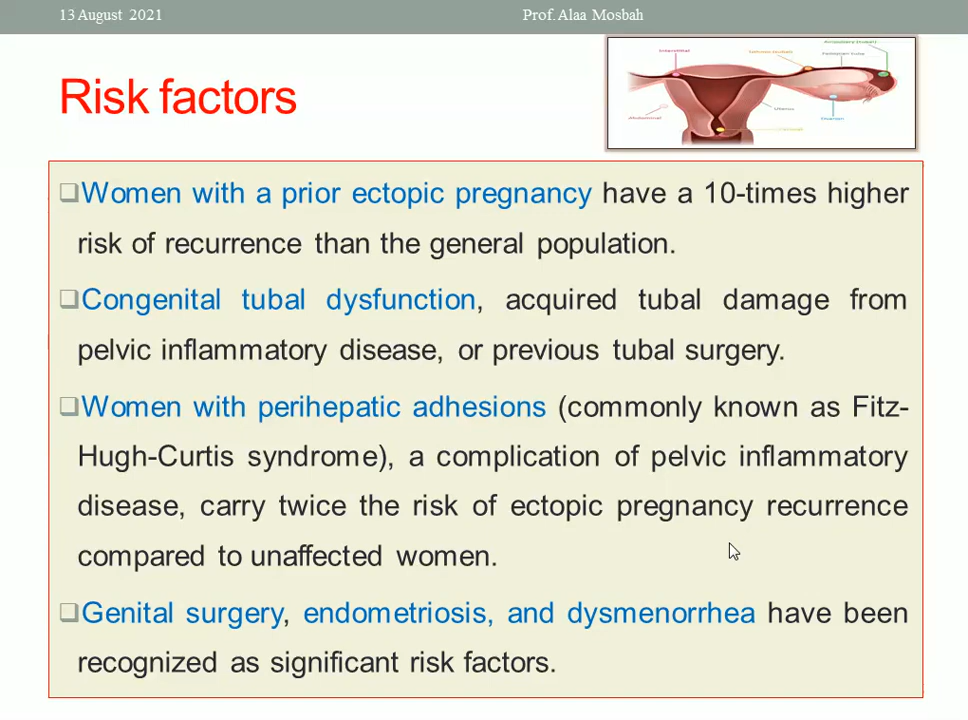 13 August 2021
Prof. Alaa Mosbah
Risk factors
Interstitial
Uterus
Ovarian
Abdominal
Women with a prior ectopic pregnancy have a 10-times higher
risk of recurrence than the general population.
Congenital tubal dysfunction, acquired tubal damage from
pelvic inflammatory disease, or previous tubal surgery.
Women with perihepatic adhesions (commonly known as Fitz-
Hugh-Curtis syndrome), a complication of pelvic inflammatory
disease, carry twice the risk of ectopic pregnancy recurrence
compared to unaffected women.
Genital surgery, endometriosis, and dysmenorrhea have been
recognized as significant risk factors.